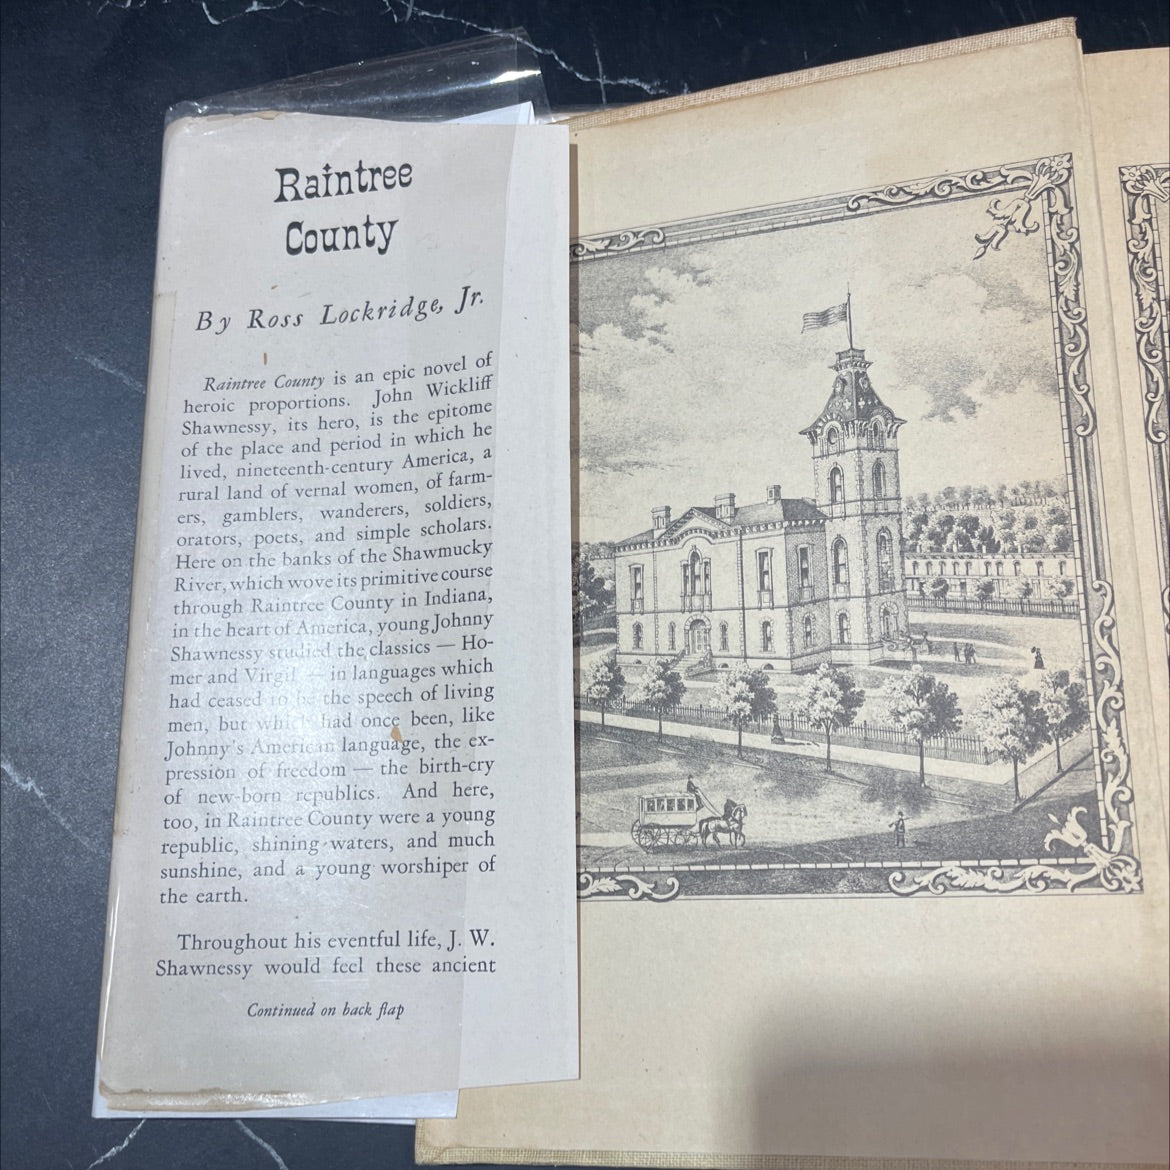 Raintree
County
By Ross Lockridge, Jr.
Raintree County is an epic novel of
heroic proportions. John Wickliff
Shawnessy, its hero, is the epitome
of the place and period in which he
lived, nineteenth-century America, a
rural land of vernal women, of farm-
ers, gamblers, wanderers, soldiers,
orators, poets, and simple scholars.
Here on the banks of the Shawmucky
River, which wove its primitive course
through Raintree County in Indiana,
in the heart of America, young Johnny
Shawnessy studied the classics — Ho-
mer and Virgil — in languages which
had ceased to be the speech of living
men, but which had once been, like
Johnny's American language, the ex-
pression of freedom — the birth-cry
of new-born republics. And here,
too, in Raintree County were a young
republic, shining waters, and much
sunshine, and a young worshiper of
the earth.
Throughout his eventful life, J. W.
Shawnessy would feel these ancient
Continued on back flap